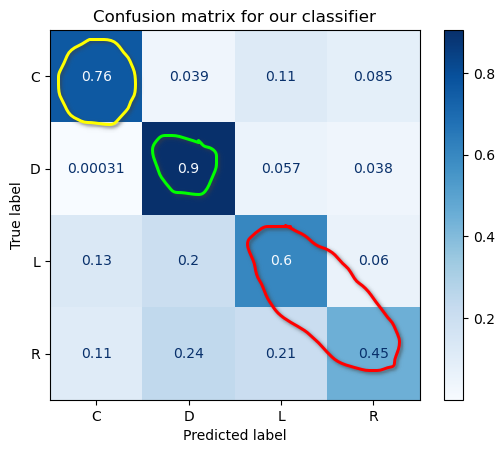 Confusion matrix for our classifier
C 0.76 0.039 0.11 0.085
D 0.00031 0.9 0.057 0.038
L 0.13 0.2 0.6 0.06
R 0.11 0.24 0.21 0.45
C D L R
Predicted label
True label
0.8
0.6
0.4
0.2